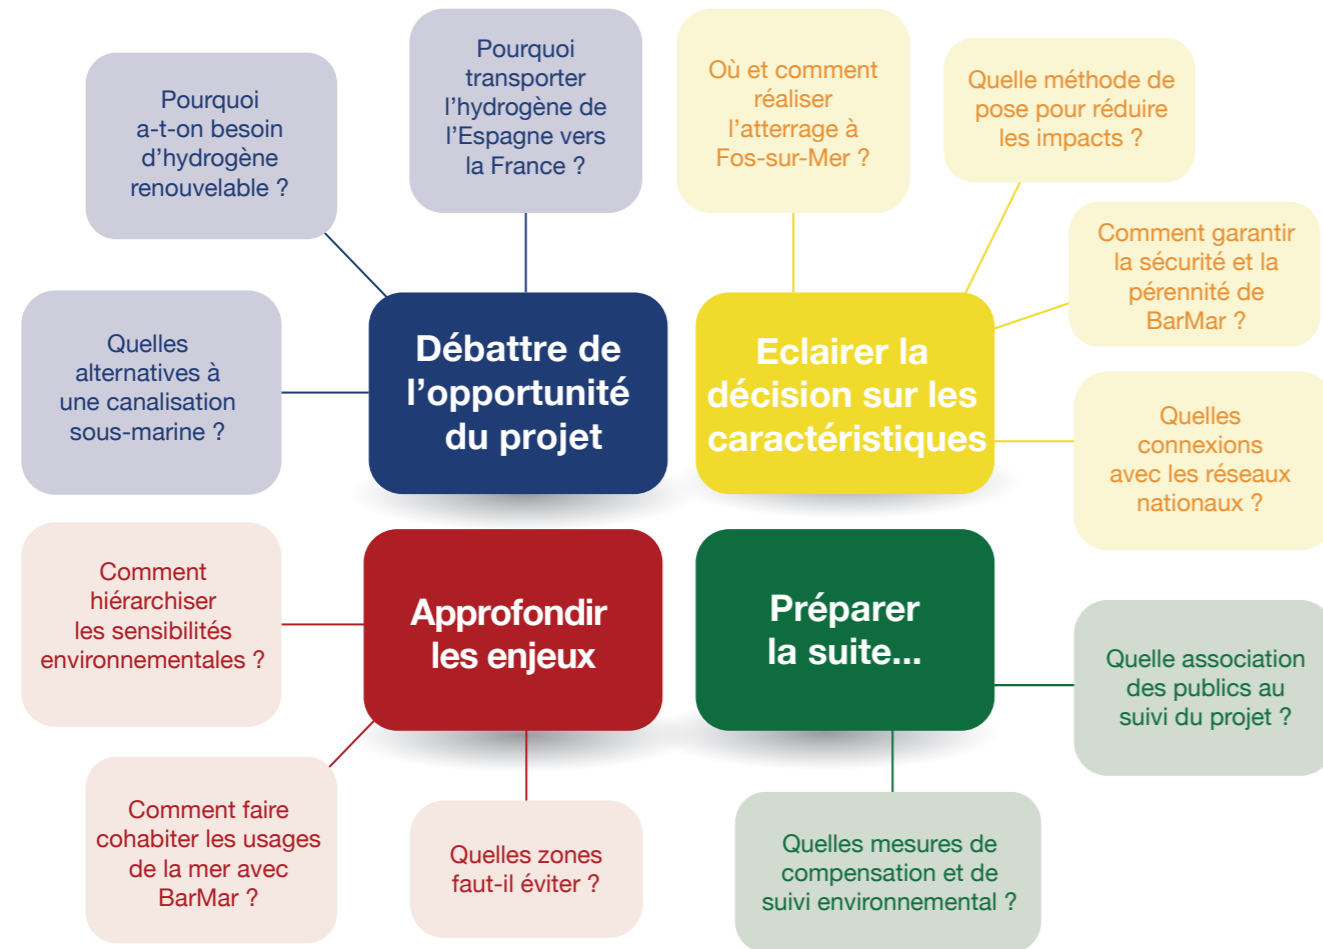 Pourquoi
a-t-on besoin
d’hydrogène
renouvelable ?
Pourquoi
transporter
l’hydrogène de
l’Espagne vers
la France ?
Quelles
alternatives à
une canalisation
sous-marine ?
Débattre de
l’opportunité
du projet
Où et comment
réaliser
l’atterrage à
Fos-sur-Mer ?
Quelle méthode de
pose pour réduire
les impacts ?
Comment garantir
la sécurité et la
pérennité de
BarMar ?
Quelles
connexions
avec les réseaux
nationaux ?
Eclairer la
décision sur les
caractéristiques
Comment
hiérarchiser
les sensibilités
environnementales ?
Approfondir
les enjeux
Comment faire
cohabiter les usages
de la mer avec
BarMar ?
Quelles zones
faut-il éviter ?
Préparer
la suite...
Quelle association
des publics au
suivi du projet ?
Quelles mesures de
compensation et de
suivi environnemental ?